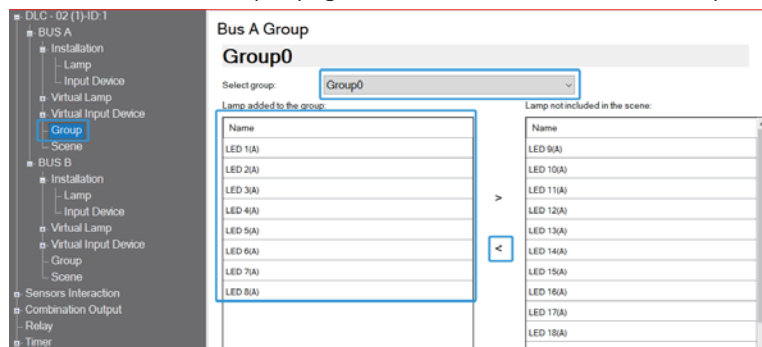 DLC - 02 (1)-ID:1
BUS A
Installation
Lamp
Input Device
Virtual Lamp
Virtual Input Device
Group
Scene
BUS B
Installation
Lamp
Input Device
Virtual Lamp
Virtual Input Device
Group
Scene
Sensors Interaction
Combination Output
Relay
Timer
Bus A Group
Group0
Select group: Group0
Lamp added to the group:
Name
LED 1(A)
LED 2(A)
LED 3(A)
LED 4(A)
LED 5(A)
LED 6(A)
LED 7(A)
LED 8(A)
>
<
Lamp not included in the scene:
Name
LED 9(A)
LED 10(A)
LED 11(A)
LED 12(A)
LED 13(A)
LED 14(A)
LED 15(A)
LED 16(A)
LED 17(A)
LED 18(A)